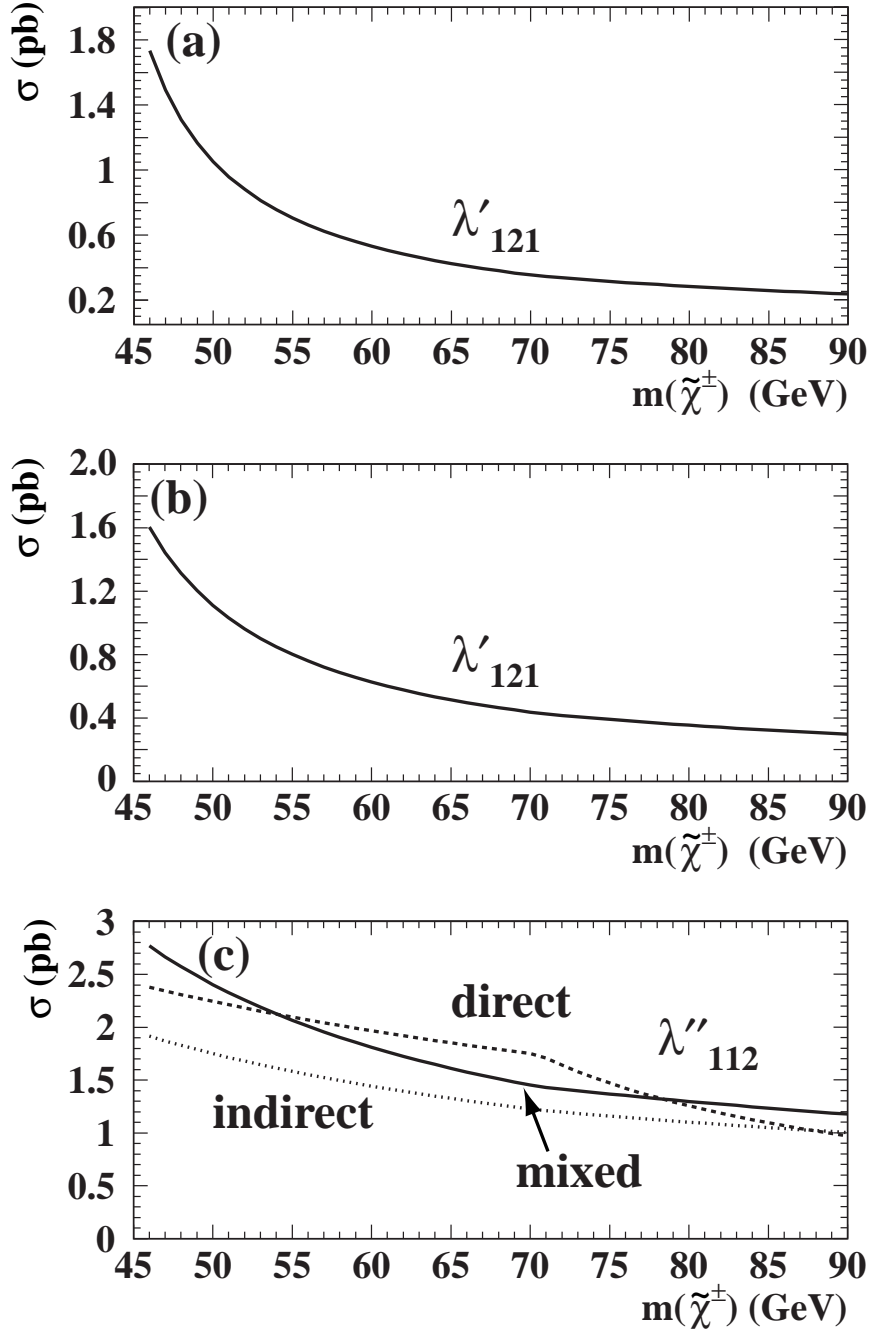 (a)
σ (pb)
1.8
1.4
1
0.6
0.2
λ′121
45 50 55 60 65 70 75 80 85 90
m(χ̃±) (GeV)
(b)
σ (pb)
2.0
1.6
1.2
0.8
0.4
0
λ′121
45 50 55 60 65 70 75 80 85 90
m(χ̃±) (GeV)
(c)
σ (pb)
3
2.5
2
1.5
1
0.5
0
direct
λ′′112
indirect
mixed
45 50 55 60 65 70 75 80 85 90
m(χ̃±) (GeV)